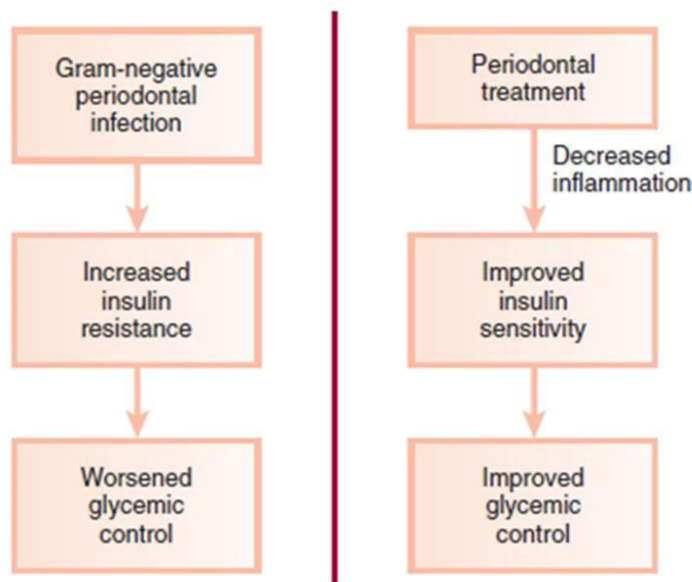 Gram-negative
periodontal
infection
Increased
insulin
resistance
Worsened
glycemic
control
Periodontal
treatment
Decreased
inflammation
Improved
insulin
sensitivity
Improved
glycemic
control